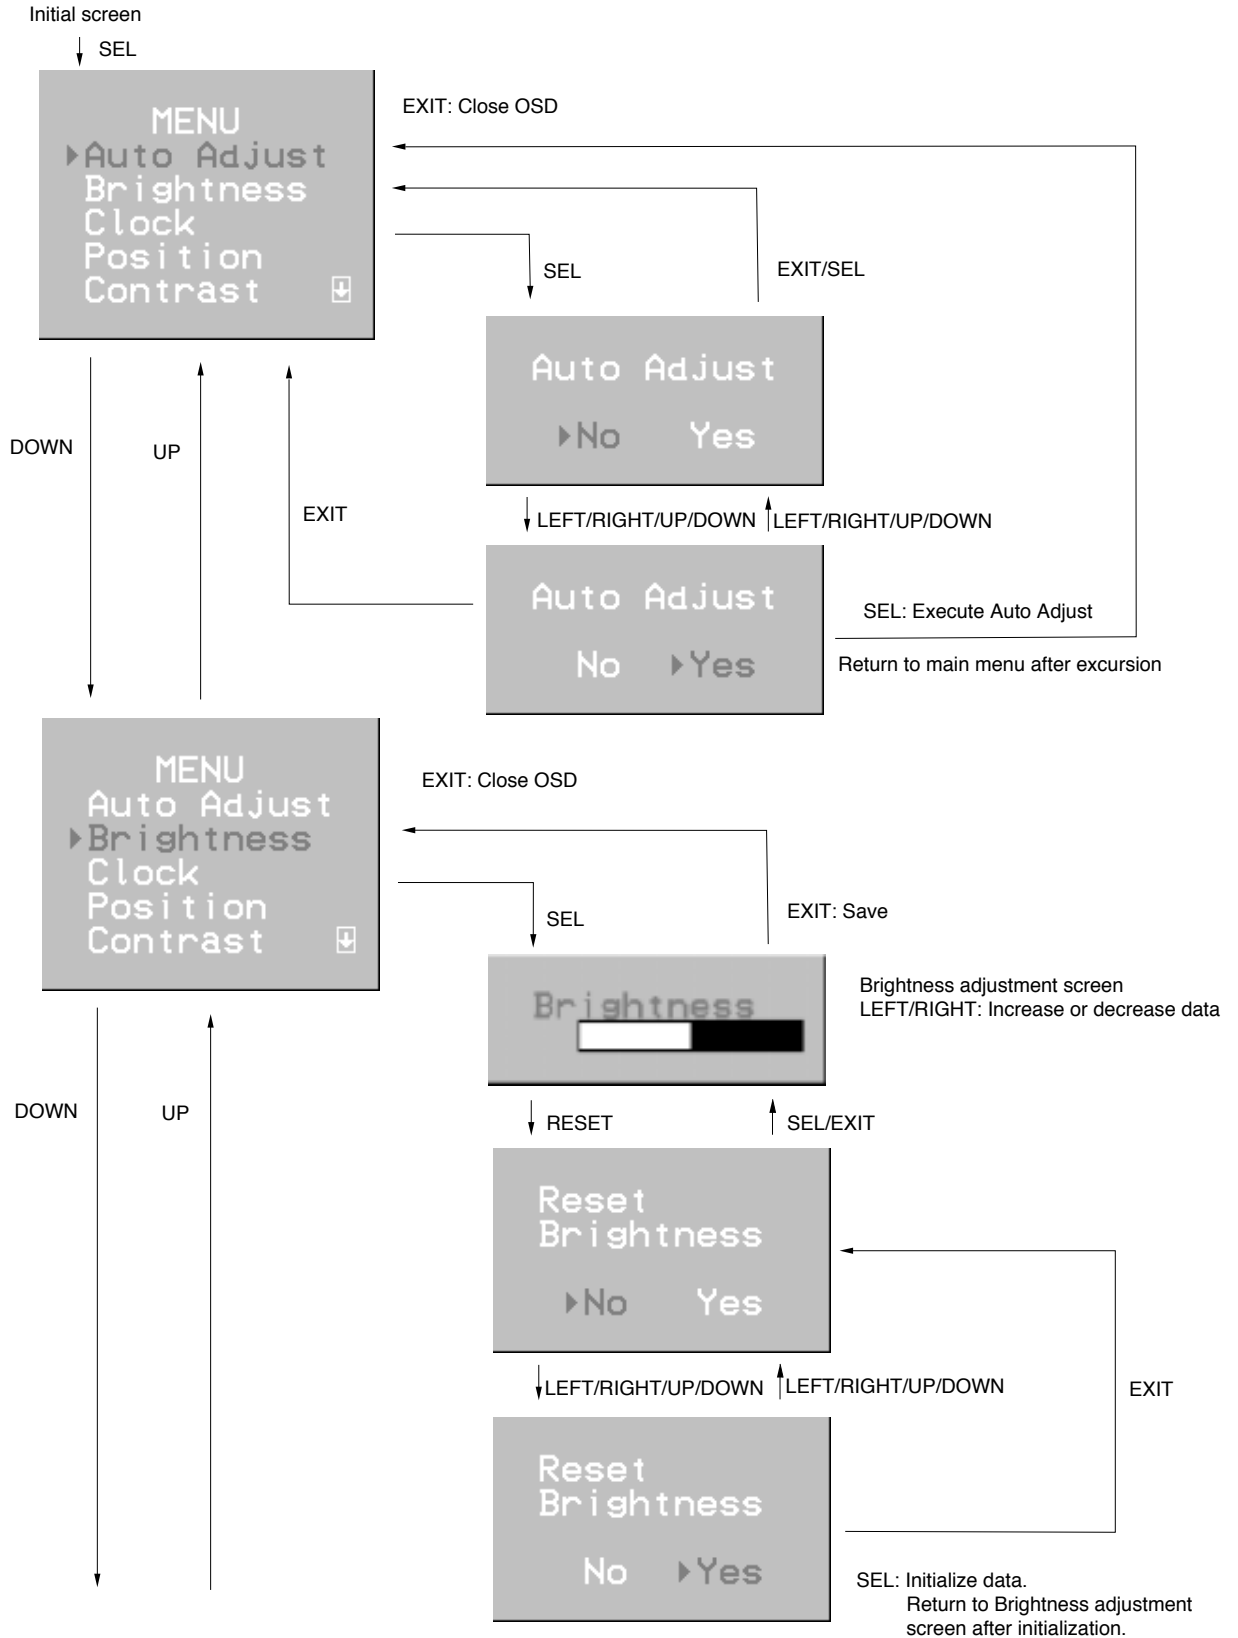 Initial screen
SEL
MENU
Auto Adjust
Brightness
Clock
Position
Contrast
EXIT: Close OSD
SEL
EXIT/SEL
Auto Adjust
No Yes
DOWN
UP
EXIT
LEFT/RIGHT/UP/DOWN
LEFT/RIGHT/UP/DOWN
Auto Adjust
No Yes
SEL: Execute Auto Adjust
Return to main menu after excursion
MENU
Auto Adjust
Brightness
Clock
Position
Contrast
EXIT: Close OSD
SEL
EXIT: Save
Brightness
Brightness adjustment screen
LEFT/RIGHT: Increase or decrease data
DOWN
UP
RESET
SEL/EXIT
Reset
Brightness
No Yes
LEFT/RIGHT/UP/DOWN
LEFT/RIGHT/UP/DOWN
EXIT
Reset
Brightness
No Yes
SEL: Initialize data.
Return to Brightness adjustment
screen after initialization.